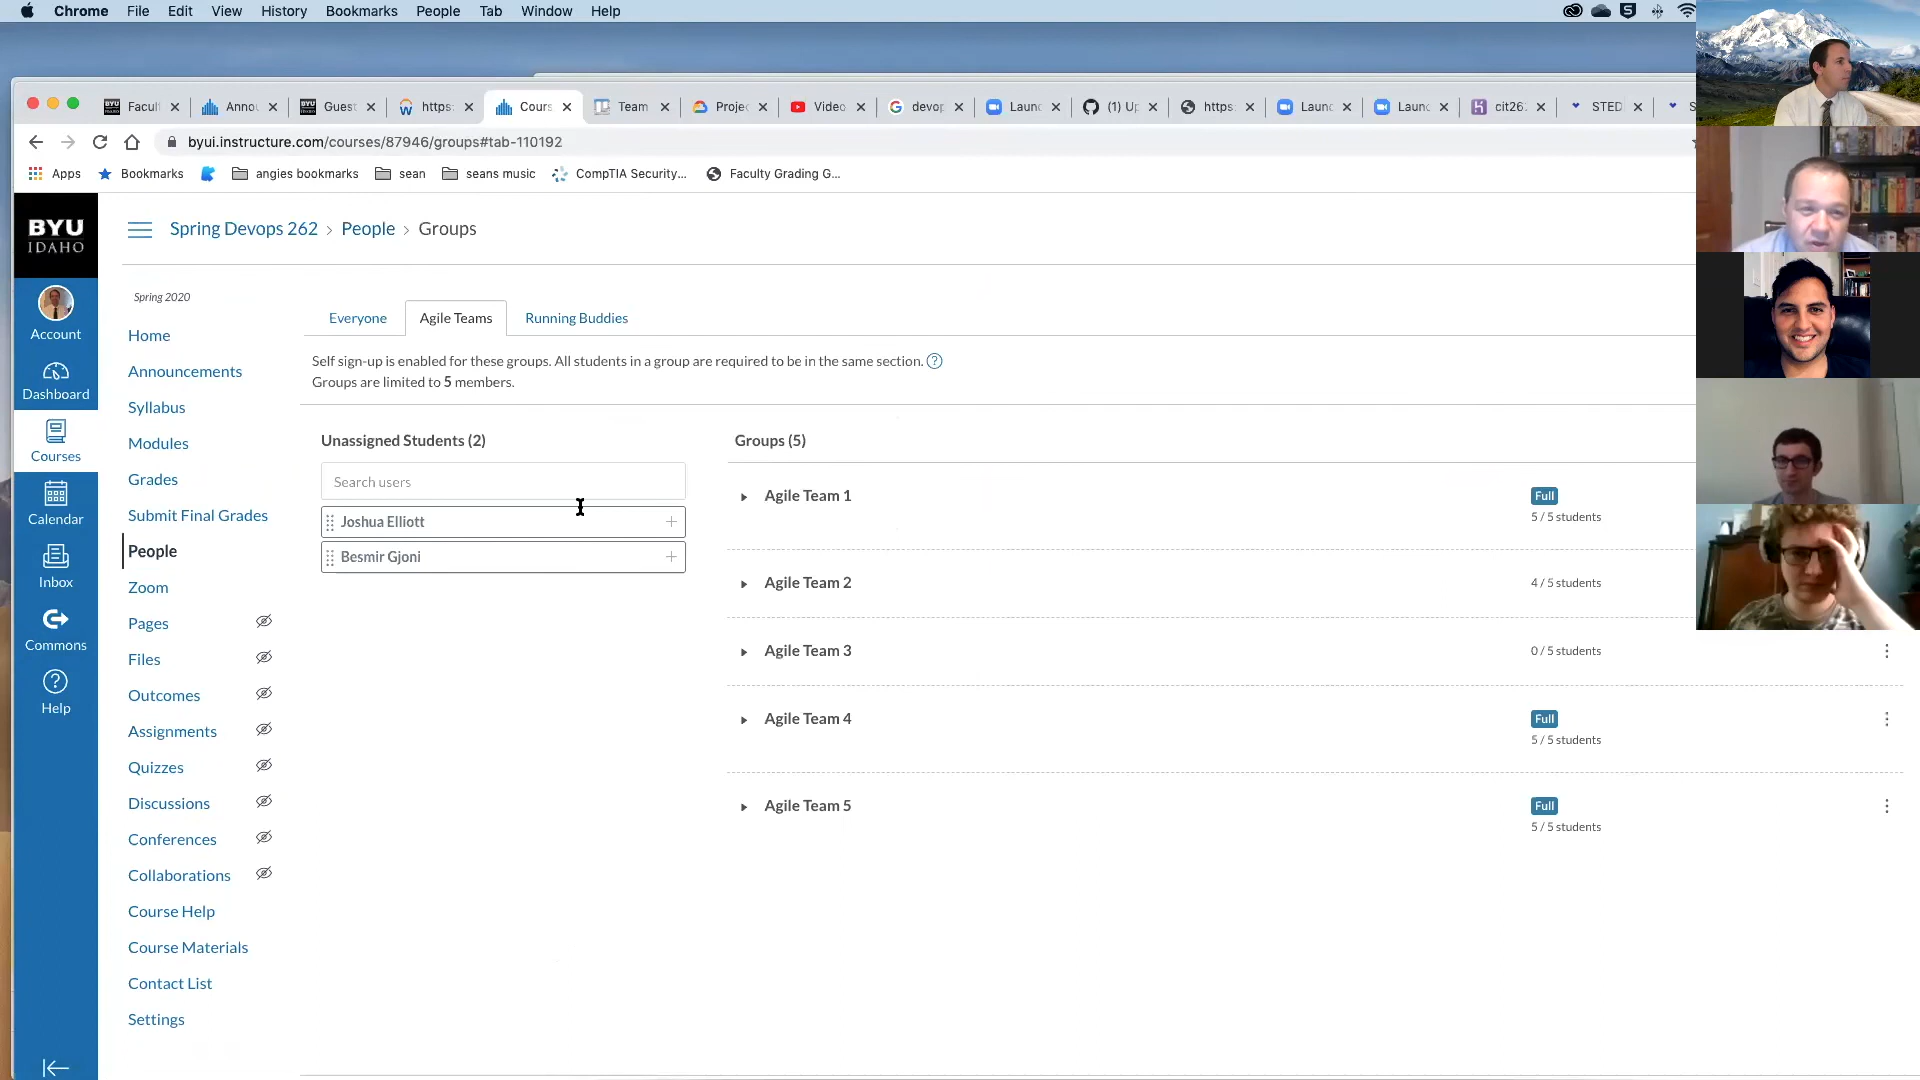 Chrome File Edit View History Bookmarks People Tab Window Help
Facul Annou Guest https: Cours Team Projec Video devop Launc (1) Up https: Launc Launc cit26 STED S
byui.instructure.com/courses/87946/groups#tab-110192
Apps Bookmarks angies bookmarks sean seans music CompTIA Security... Faculty Grading G...
BYU
IDAHO
Account
Dashboard
Courses
Calendar
Inbox
Commons
Help
Spring Devops 262 › People › Groups
Spring 2020
Home
Announcements
Syllabus
Modules
Grades
Submit Final Grades
People
Zoom
Pages
Files
Outcomes
Assignments
Quizzes
Discussions
Conferences
Collaborations
Course Help
Course Materials
Contact List
Settings
Everyone Agile Teams Running Buddies
Self sign-up is enabled for these groups. All students in a group are required to be in the same section. ?
Groups are limited to 5 members.
Unassigned Students (2)
Search users
Joshua Elliott
Besmir Gjoni
Groups (5)
Agile Team 1 Full
5 / 5 students
Agile Team 2 4 / 5 students
Agile Team 3 0 / 5 students
Agile Team 4 Full
5 / 5 students
Agile Team 5 Full
5 / 5 students